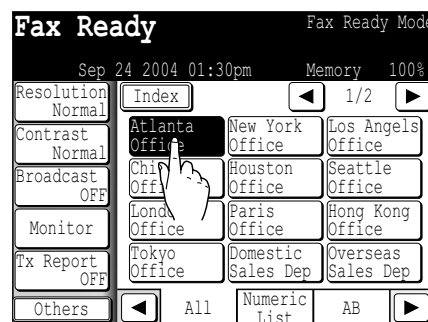 Fax Ready
Fax Ready Mode
Sep 24 2004 01:30pm Memory 100%
Resolution
Normal
Contrast
Normal
Broadcast
OFF
Monitor
Tx Report
OFF
Others
Index
1/2
Atlanta
Office
New York
Office
Los Angels
Office
Houston
Office
Seattle
Office
Office
Paris
Office
Hong Kong
Office
Tokyo
Office
Domestic
Sales Dep
Overseas
Sales Dep
All
Numeric
List
AB